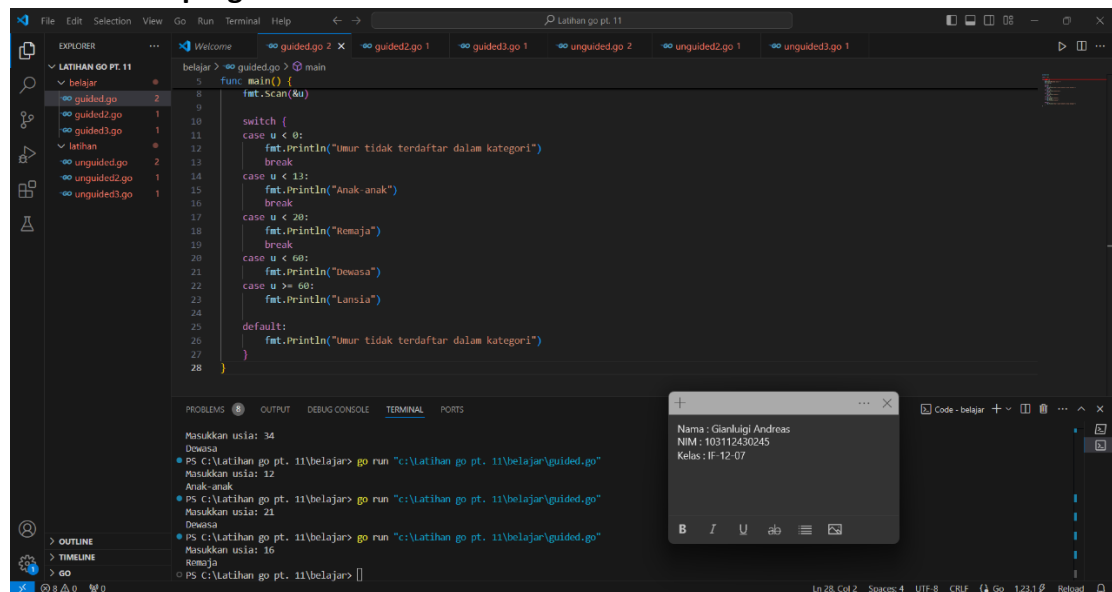 File Edit Selection View Go Run Terminal Help
Latihan go pt. 11
EXPLORER
LATIHAN GO PT. 11
belajar
guided.go 2
guided2.go 1
guided3.go 1
latihan
unguided.go 2
unguided2.go 1
unguided3.go 1
OUTLINE
TIMELINE
GO
Welcome
guided.go 2
guided2.go 1
guided3.go 1
unguided.go 2
unguided2.go 1
unguided3.go 1
belajar > guided.go > main
5 func main() {
8 fmt.Scan(&u)
9
10 switch {
11 case u < 0:
12 fmt.Println("Umur tidak terdaftar dalam kategori")
13 break
14 case u < 13:
15 fmt.Println("Anak-anak")
16 break
17 case u < 20:
18 fmt.Println("Remaja")
19 break
20 case u < 60:
21 fmt.Println("Dewasa")
22 case u >= 60:
23 fmt.Println("Lansia")
24
25 default:
26 fmt.Println("Umur tidak terdaftar dalam kategori")
27 }
28 }
PROBLEMS 8 OUTPUT DEBUG CONSOLE TERMINAL PORTS
Code - belajar
Masukkan usia: 34
Dewasa
PS C:\Latihan go pt. 11\belajar> go run "c:\Latihan go pt. 11\belajar\guided.go"
Masukkan usia: 12
Anak-anak
PS C:\Latihan go pt. 11\belajar> go run "c:\Latihan go pt. 11\belajar\guided.go"
Masukkan usia: 21
Dewasa
PS C:\Latihan go pt. 11\belajar> go run "c:\Latihan go pt. 11\belajar\guided.go"
Masukkan usia: 16
Remaja
PS C:\Latihan go pt. 11\belajar>
Nama : Gianluigi Andreas
NIM : 103112430245
Kelas : IF-12-07
B I U ab
8 0 0
Ln 28, Col 2 Spaces: 4 UTF-8 CRLF Go 1.23.1 Reload